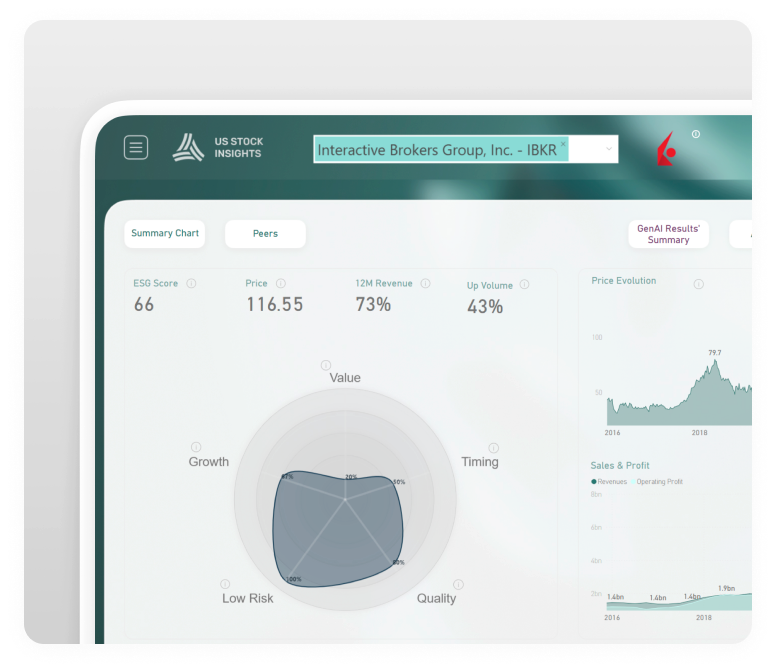 US STOCK
INSIGHTS
Interactive Brokers Group, Inc. - IBKR ×
Summary Chart
Peers
GenAI Results'
Summary
ESG Score
66
Price
116.55
12M Revenue
73%
Up Volume
43%
Value
Growth
Timing
Low Risk
Quality
20%
50%
80%
100%
Price Evolution
100
50
79.7
2016
2018
Sales & Profit
Revenues
Operating Profit
8bn
6bn
4bn
2bn
1.4bn
1.4bn
1.4bn
1.9bn
2016
2018